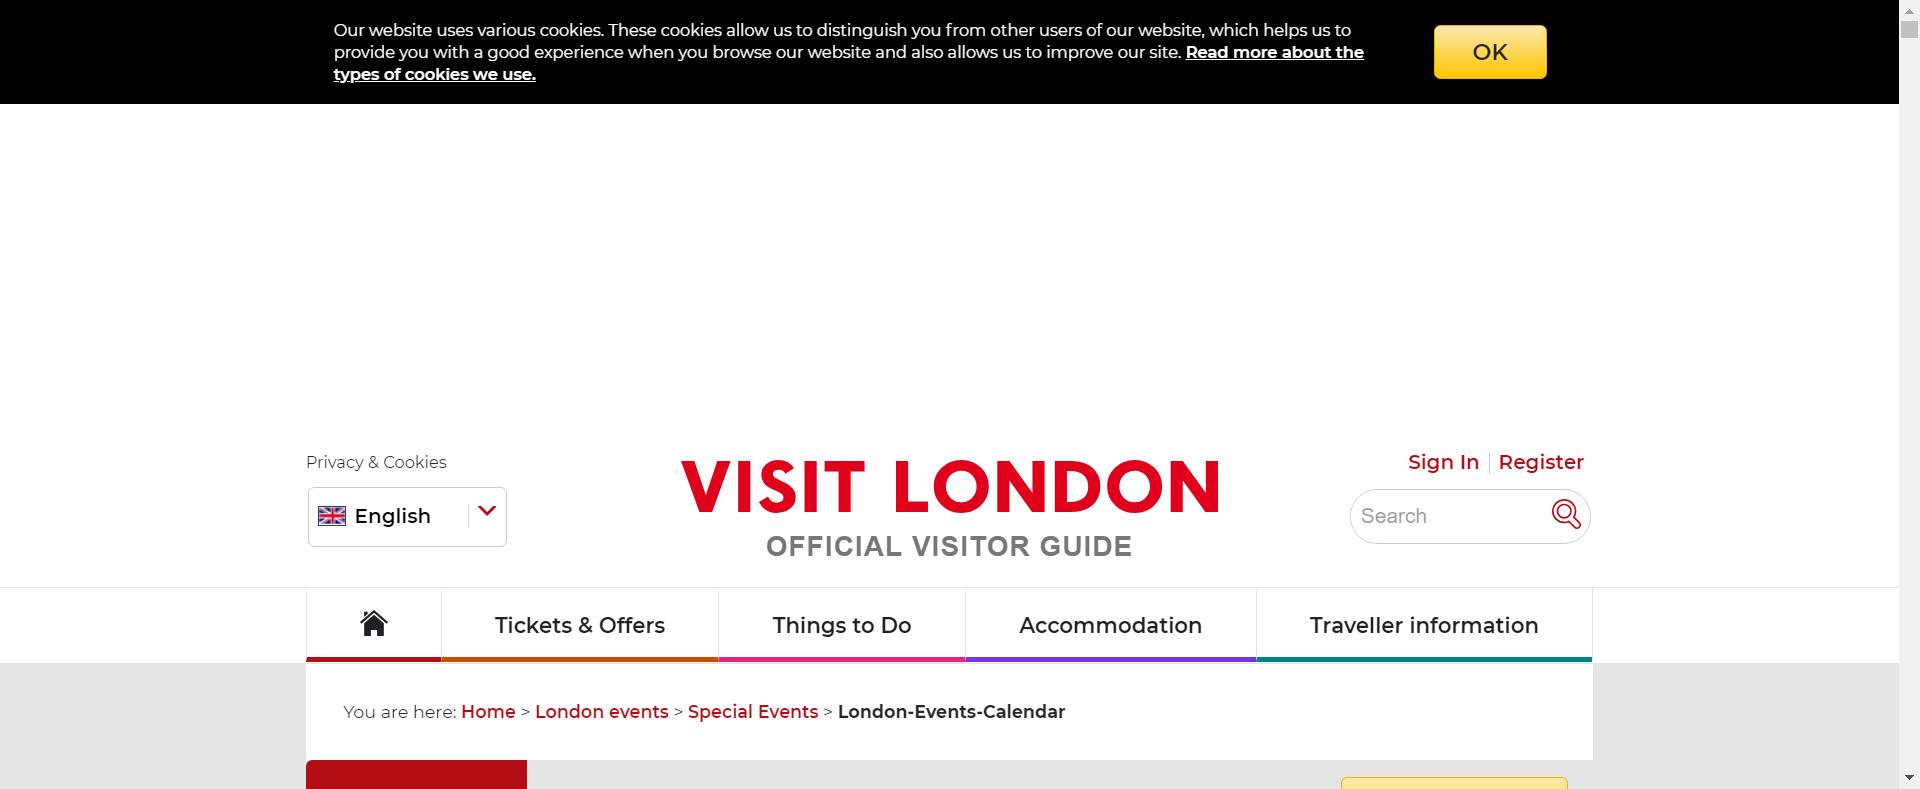 Our website uses various cookies. These cookies allow us to distinguish you from other users of our website, which helps us to
provide you with a good experience when you browse our website and also allows us to improve our site. Read more about the
types of cookies we use.
OK
Privacy & Cookies
English
VISIT LONDON
OFFICIAL VISITOR GUIDE
Sign In
Register
Search
Tickets & Offers
Things to Do
Accommodation
Traveller information
You are here: Home > London events > Special Events > London-Events-Calendar